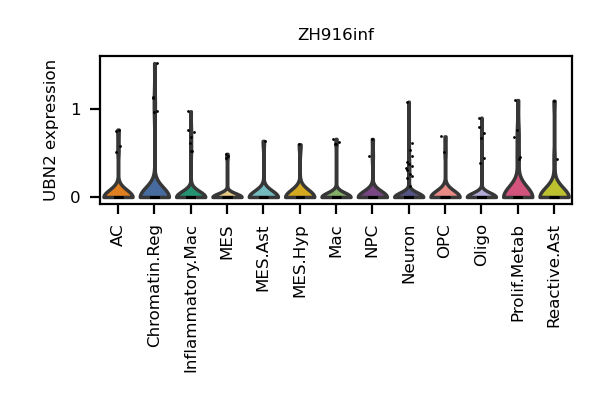 ZH916inf
UBN2 expression
1
0
AC
Chromatin.Reg
Inflammatory.Mac
MES
MES.Ast
MES.Hyp
Mac
NPC
Neuron
OPC
Oligo
Prolif.Metab
Reactive.Ast